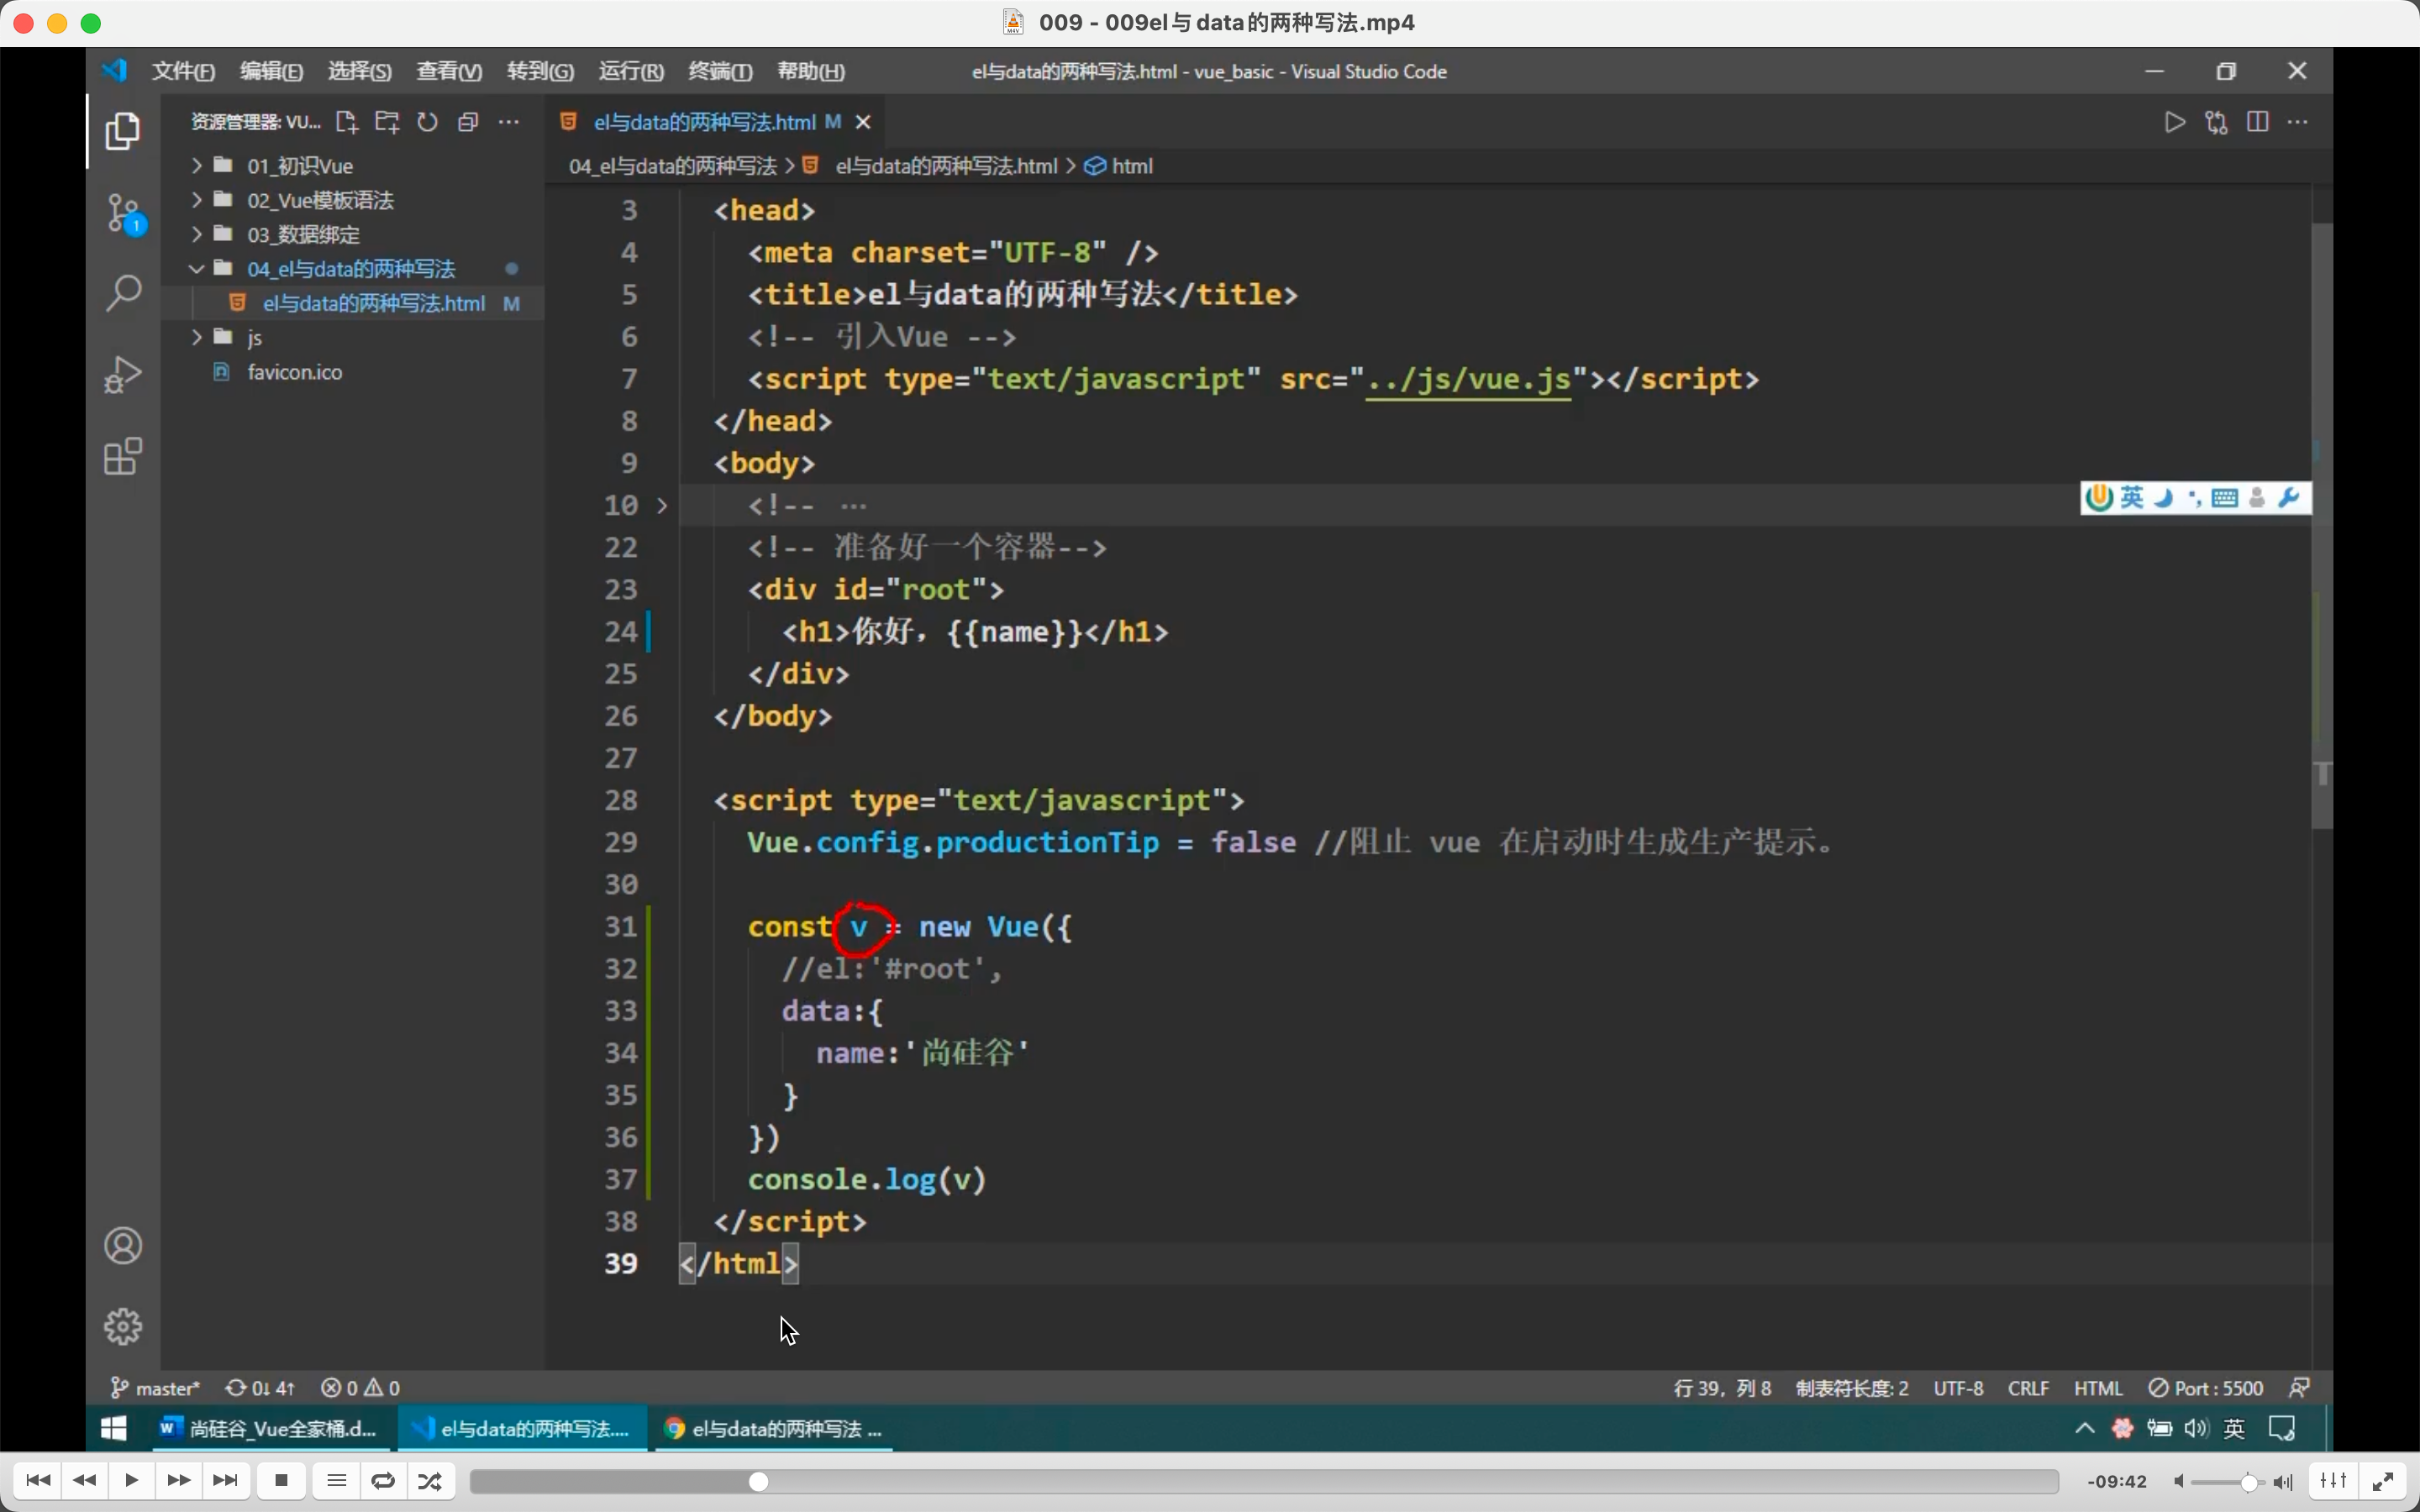 009 - 009el与data的两种写法.mp4
文件(F) 编辑(E) 选择(S) 查看(V) 转到(G) 运行(R) 终端(T) 帮助(H)
el与data的两种写法.html - vue_basic - Visual Studio Code
资源管理器: VU...
01_初识Vue
02_Vue模板语法
03_数据绑定
04_el与data的两种写法
el与data的两种写法.html M
js
favicon.ico
1
el与data的两种写法.html M
04_el与data的两种写法 > el与data的两种写法.html > html
3 <head>
4 <meta charset="UTF-8" />
5 <title>el与data的两种写法</title>
6 <!-- 引入Vue -->
7 <script type="text/javascript" src="../js/vue.js"></script>
8 </head>
9 <body>
10 <!-- ...
22 <!-- 准备好一个容器-->
23 <div id="root">
24 <h1>你好，{{name}}</h1>
25 </div>
26 </body>
27
28 <script type="text/javascript">
29 Vue.config.productionTip = false //阻止 vue 在启动时生成生产提示。
30
31 const v = new Vue({
32 //el:'#root',
33 data:{
34 name:'尚硅谷'
35 }
36 })
37 console.log(v)
38 </script>
39 </html>
英
master* 0↓ 4↑ 0 0
行 39，列 8 制表符长度: 2 UTF-8 CRLF HTML Port : 5500
尚硅谷_Vue全家桶.d... el与data的两种写法.... el与data的两种写法 ...
英
-09:42